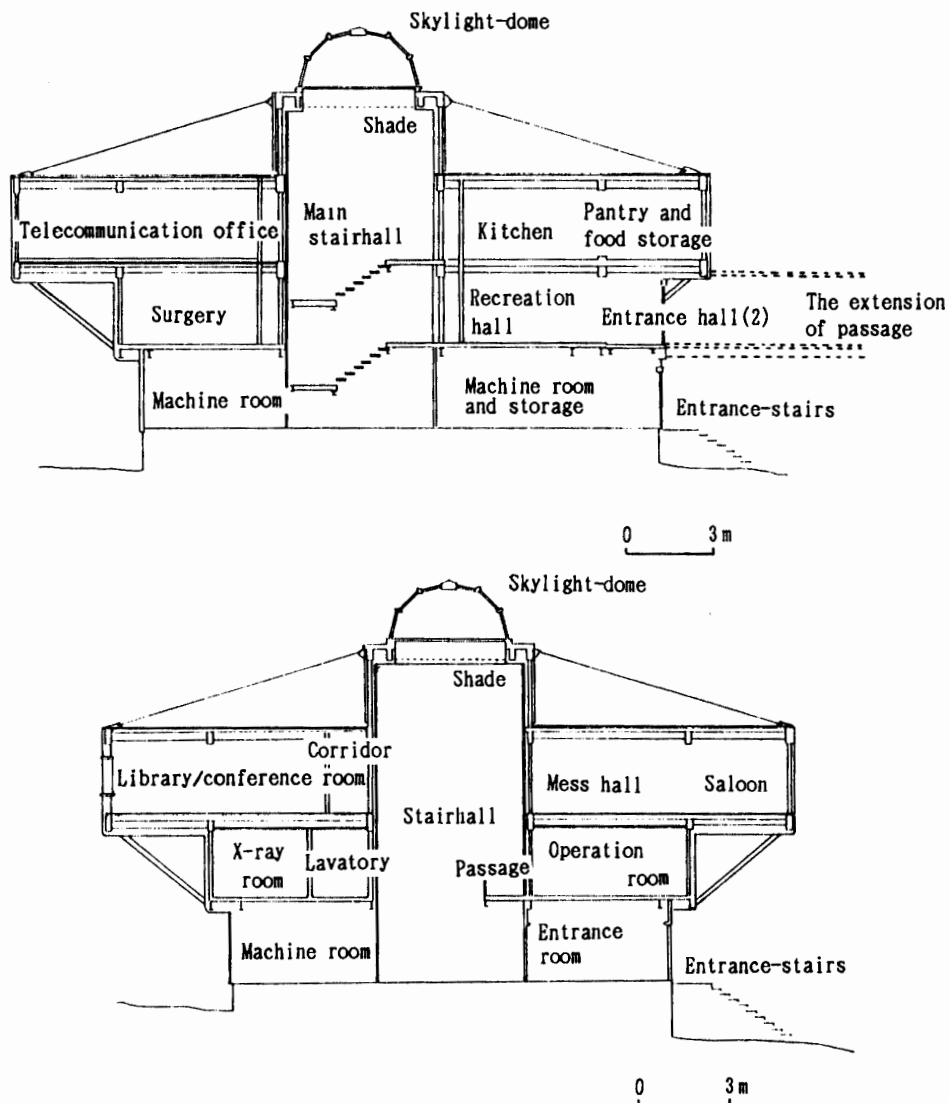 Skylight-dome
Shade
Telecommunication office
Main
stairhall
Kitchen
Pantry and
food storage
Surgery
Recreation
hall
Entrance hall(2)
The extension
of passage
Machine room
Machine room
and storage
Entrance-stairs
0 3 m
Skylight-dome
Shade
Corridor
Library/conference room
Mess hall
Saloon
Stairhall
X-ray
room
Lavatory
Passage
Operation
room
Machine room
Entrance
room
Entrance-stairs
0 3 m